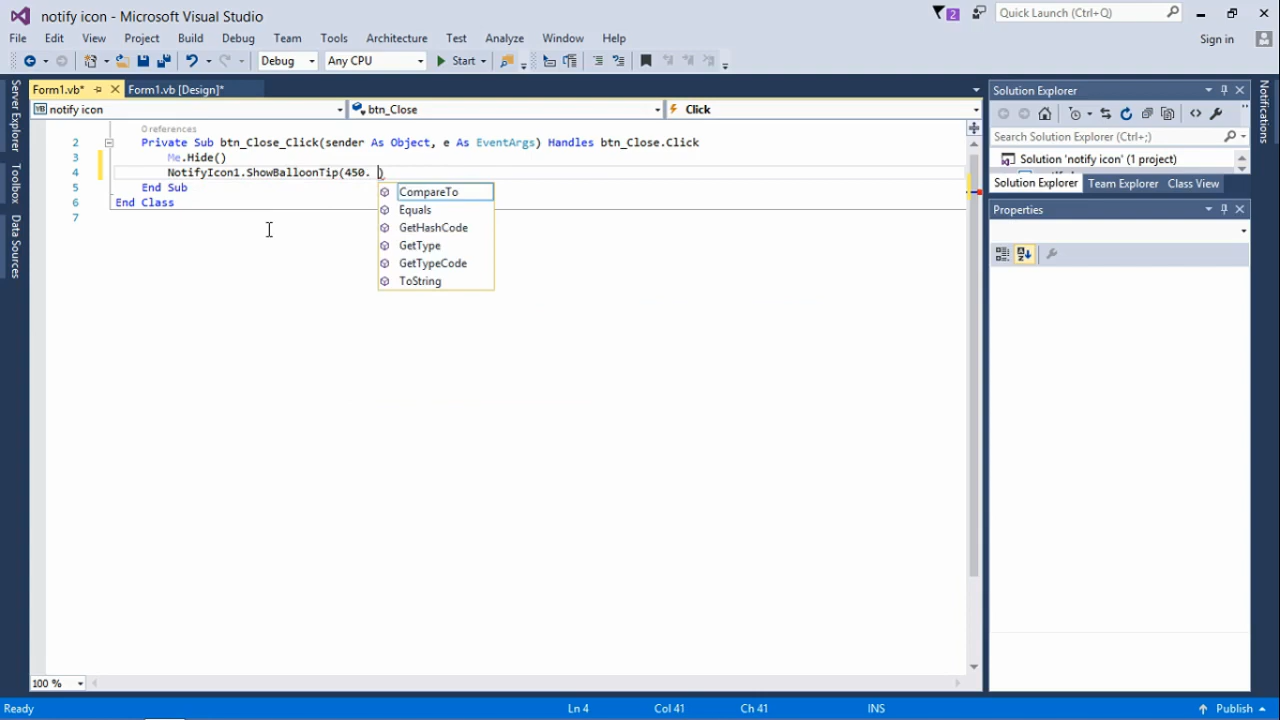 notify icon - Microsoft Visual Studio
2
Quick Launch (Ctrl+Q)
File Edit View Project Build Debug Team Tools Architecture Test Analyze Window Help
Sign in
Debug Any CPU Start
Server Explorer
Toolbox
Data Sources
Form1.vb* Form1.vb [Design]*
notify icon btn_Close Click
0 references
2 Private Sub btn_Close_Click(sender As Object, e As EventArgs) Handles btn_Close.Click
3 Me.Hide()
4 NotifyIcon1.ShowBalloonTip(450. )
5 End Sub
6 End Class
7
CompareTo
Equals
GetHashCode
GetType
GetTypeCode
ToString
100 %
Solution Explorer
Search Solution Explorer (Ctrl+;)
Solution 'notify icon' (1 project)
Solution Explorer Team Explorer Class View
Properties
Notifications
Ready Ln 4 Col 41 Ch 41 INS Publish